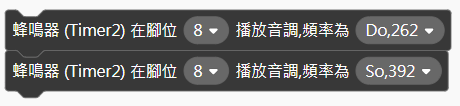 蜂鳴器 (Timer2) 在腳位 8 播放音調,頻率為 Do,262
蜂鳴器 (Timer2) 在腳位 8 播放音調,頻率為 So,392